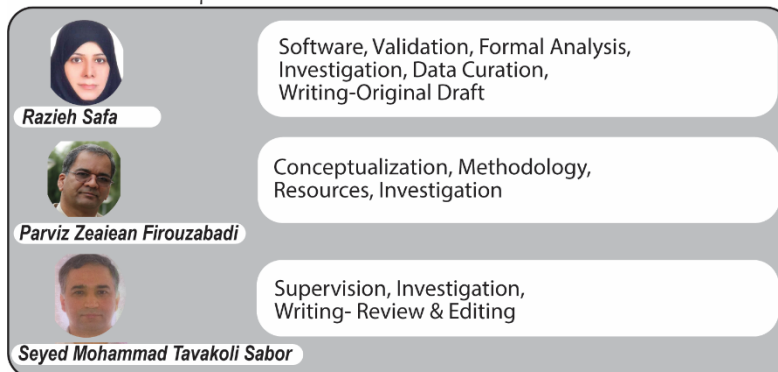 Software, Validation, Formal Analysis,
Investigation, Data Curation,
Writing-Original Draft
Razieh Safa
Conceptualization, Methodology,
Resources, Investigation
Parviz Zeaiean Firouzabadi
Supervision, Investigation,
Writing- Review & Editing
Seyed Mohammad Tavakoli Sabor